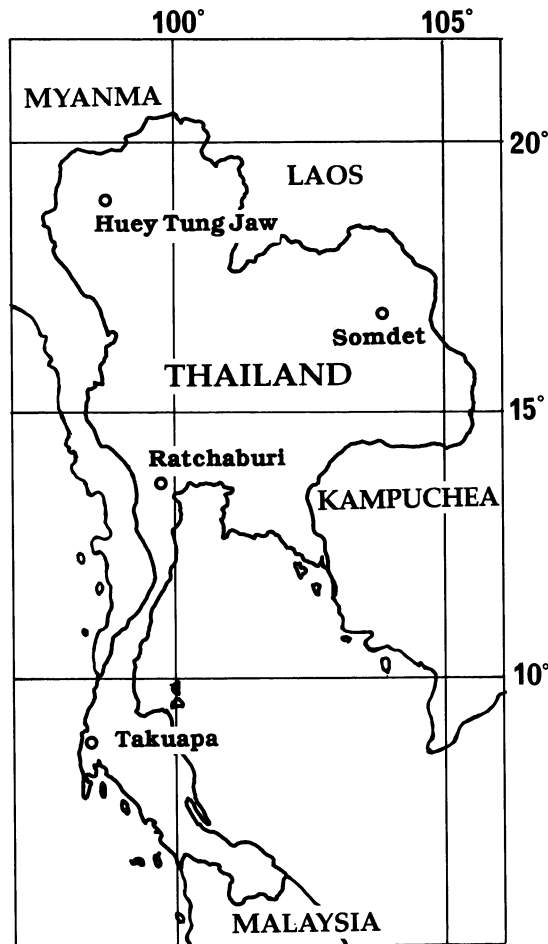 100°
105°
MYANMA
20°
LAOS
Huey Tung Jaw
Somdet
THAILAND
15°
Ratchaburi
KAMPUCHEA
10°
Takuapa
MALAYSIA